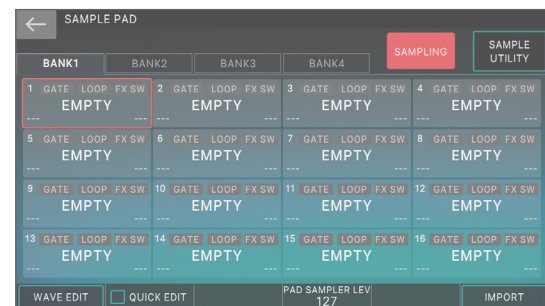 SAMPLE PAD
SAMPLING
SAMPLE
UTILITY
BANK1 BANK2 BANK3 BANK4
1 GATE LOOP FX SW 2 GATE LOOP FX SW 3 GATE LOOP FX SW 4 GATE LOOP FX SW
EMPTY EMPTY EMPTY EMPTY
--- --- --- --- --- --- --- ---
5 GATE LOOP FX SW 6 GATE LOOP FX SW 7 GATE LOOP FX SW 8 GATE LOOP FX SW
EMPTY EMPTY EMPTY EMPTY
--- --- --- --- --- --- --- ---
9 GATE LOOP FX SW 10 GATE LOOP FX SW 11 GATE LOOP FX SW 12 GATE LOOP FX SW
EMPTY EMPTY EMPTY EMPTY
--- --- --- --- --- --- --- ---
13 GATE LOOP FX SW 14 GATE LOOP FX SW 15 GATE LOOP FX SW 16 GATE LOOP FX SW
EMPTY EMPTY EMPTY EMPTY
--- --- --- --- --- --- --- ---
WAVE EDIT QUICK EDIT PAD SAMPLER LEV IMPORT
127